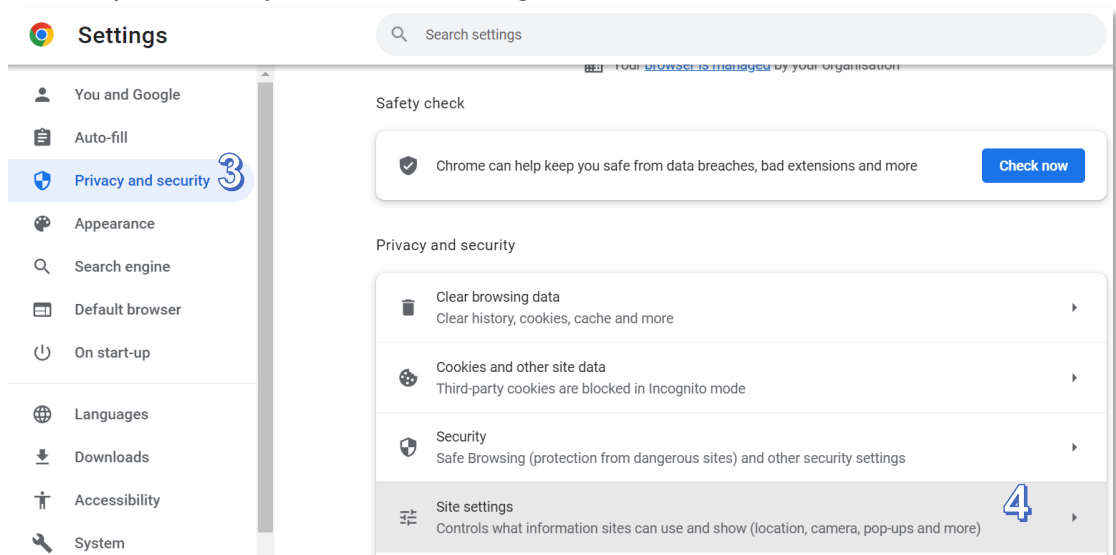 Settings
Search settings
Your browser is managed by your organisation
You and Google
Auto-fill
Privacy and security
3
Appearance
Search engine
Default browser
On start-up
Languages
Downloads
Accessibility
System
Safety check
Chrome can help keep you safe from data breaches, bad extensions and more
Check now
Privacy and security
Clear browsing data
Clear history, cookies, cache and more
Cookies and other site data
Third-party cookies are blocked in Incognito mode
Security
Safe Browsing (protection from dangerous sites) and other security settings
Site settings
Controls what information sites can use and show (location, camera, pop-ups and more)
4